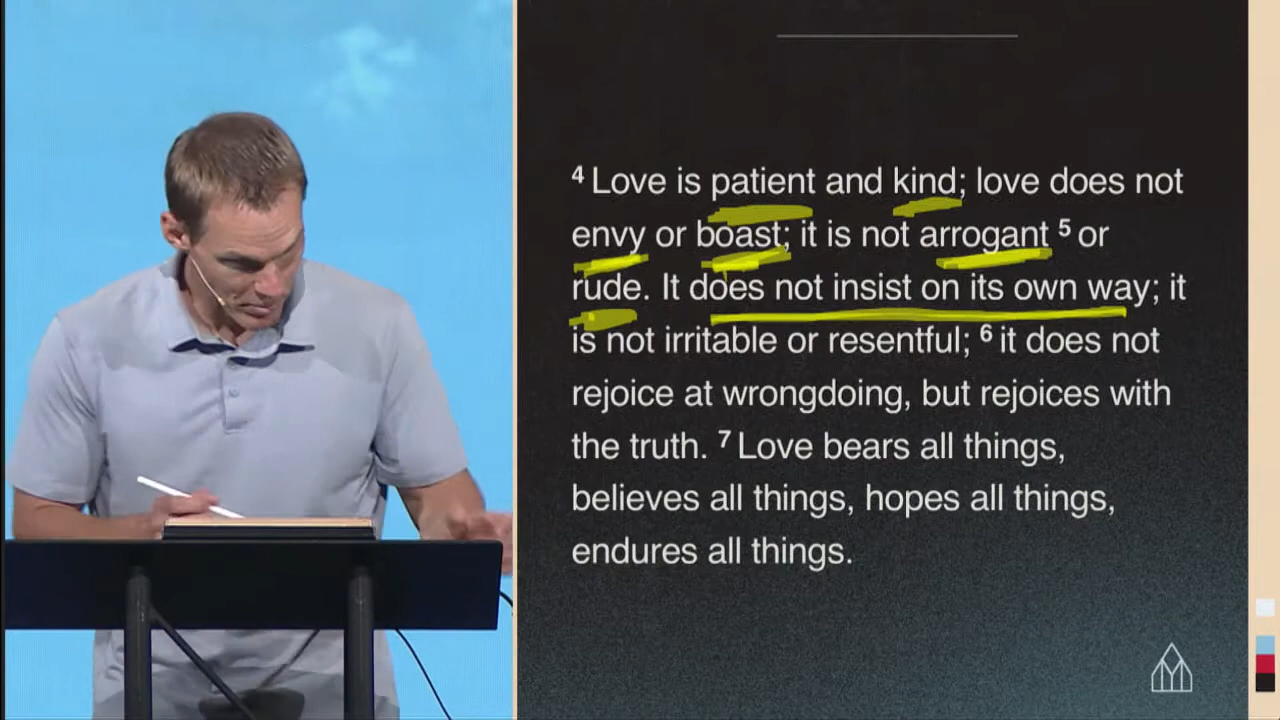 ⁴ Love is patient and kind; love does not
envy or boast; it is not arrogant ⁵ or
rude. It does not insist on its own way; it
is not irritable or resentful; ⁶ it does not
rejoice at wrongdoing, but rejoices with
the truth. ⁷ Love bears all things,
believes all things, hopes all things,
endures all things.